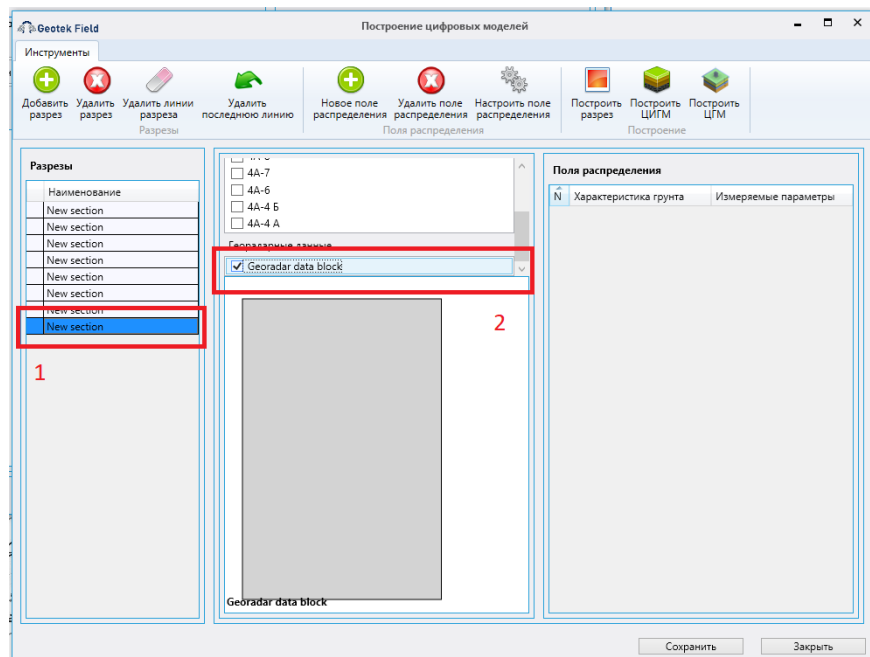 Geotek Field
Построение цифровых моделей
Инструменты
Добавить разрез
Удалить разрез
Удалить линии разреза
Удалить последнюю линию
Новое поле распределения
Удалить поле распределения
Настроить поле распределения
Построить разрез
Построить ЦИГМ
Построить ЦГМ
Разрезы
Поля распределения
Построение
Разрезы
Наименование
New section
New section
New section
New section
New section
New section
New section
New section
1
4А-7
4А-6
4А-4 Б
4А-4 А
Георадарные данные
Georadar data block
2
Georadar data block
Поля распределения
N Характеристика грунта Измеряемые параметры
Сохранить
Закрыть